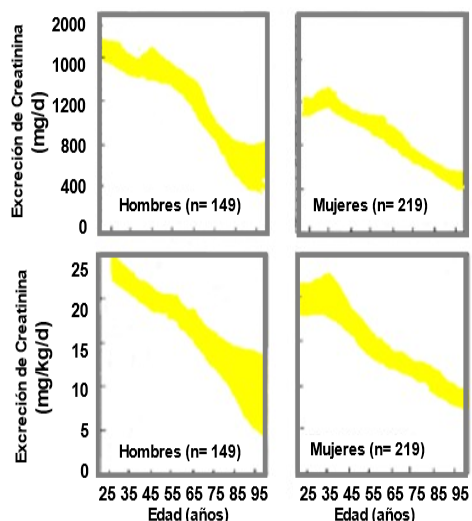 Excreción de Creatinina
(mg/d)
2000
1000
1200
800
400
0
Hombres (n= 149)
Mujeres (n= 219)
Excreción de Creatinina
(mg/kg/d)
25
20
15
10
5
0
Hombres (n= 149)
Mujeres (n= 219)
25 35 45 55 65 75 85 95
Edad (años)
25 35 45 55 65 75 85 95
Edad (años)